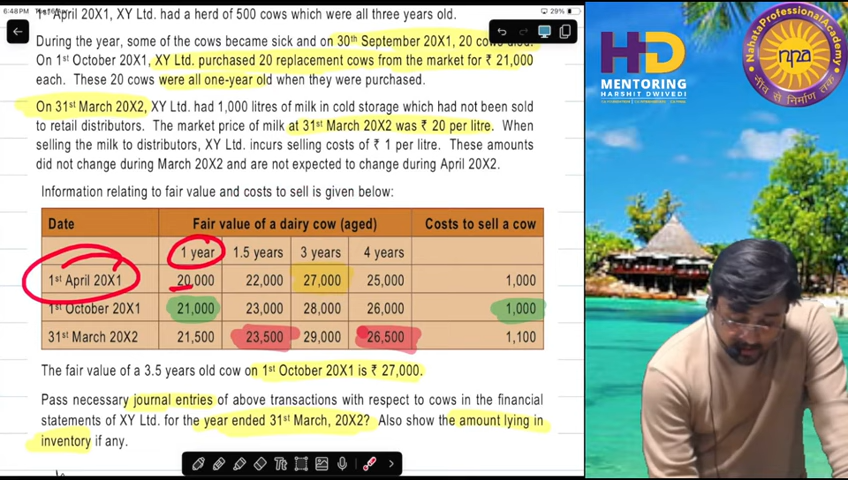 6:48 PM
29%
1st April 20X1, XY Ltd. had a herd of 500 cows which were all three years old.
During the year, some of the cows became sick and on 30th September 20X1, 20 cows died.
On 1st October 20X1, XY Ltd. purchased 20 replacement cows from the market for ₹ 21,000
each. These 20 cows were all one-year old when they were purchased.
On 31st March 20X2, XY Ltd. had 1,000 litres of milk in cold storage which had not been sold
to retail distributors. The market price of milk at 31st March 20X2 was ₹ 20 per litre. When
selling the milk to distributors, XY Ltd. incurs selling costs of ₹ 1 per litre. These amounts
did not change during March 20X2 and are not expected to change during April 20X2.
Information relating to fair value and costs to sell is given below:
Date Fair value of a dairy cow (aged) Costs to sell a cow
1 year 1.5 years 3 years 4 years
1st April 20X1 20,000 22,000 27,000 25,000 1,000
1st October 20X1 21,000 23,000 28,000 26,000 1,000
31st March 20X2 21,500 23,500 29,000 26,500 1,100
The fair value of a 3.5 years old cow on 1st October 20X1 is ₹ 27,000.
Pass necessary journal entries of above transactions with respect to cows in the financial
statements of XY Ltd. for the year ended 31st March, 20X2? Also show the amount lying in
inventory if any.
HD
MENTORING
HARSHIT DWIVEDI
Nahata Professional Academy
npa
नींव से निर्माण तक